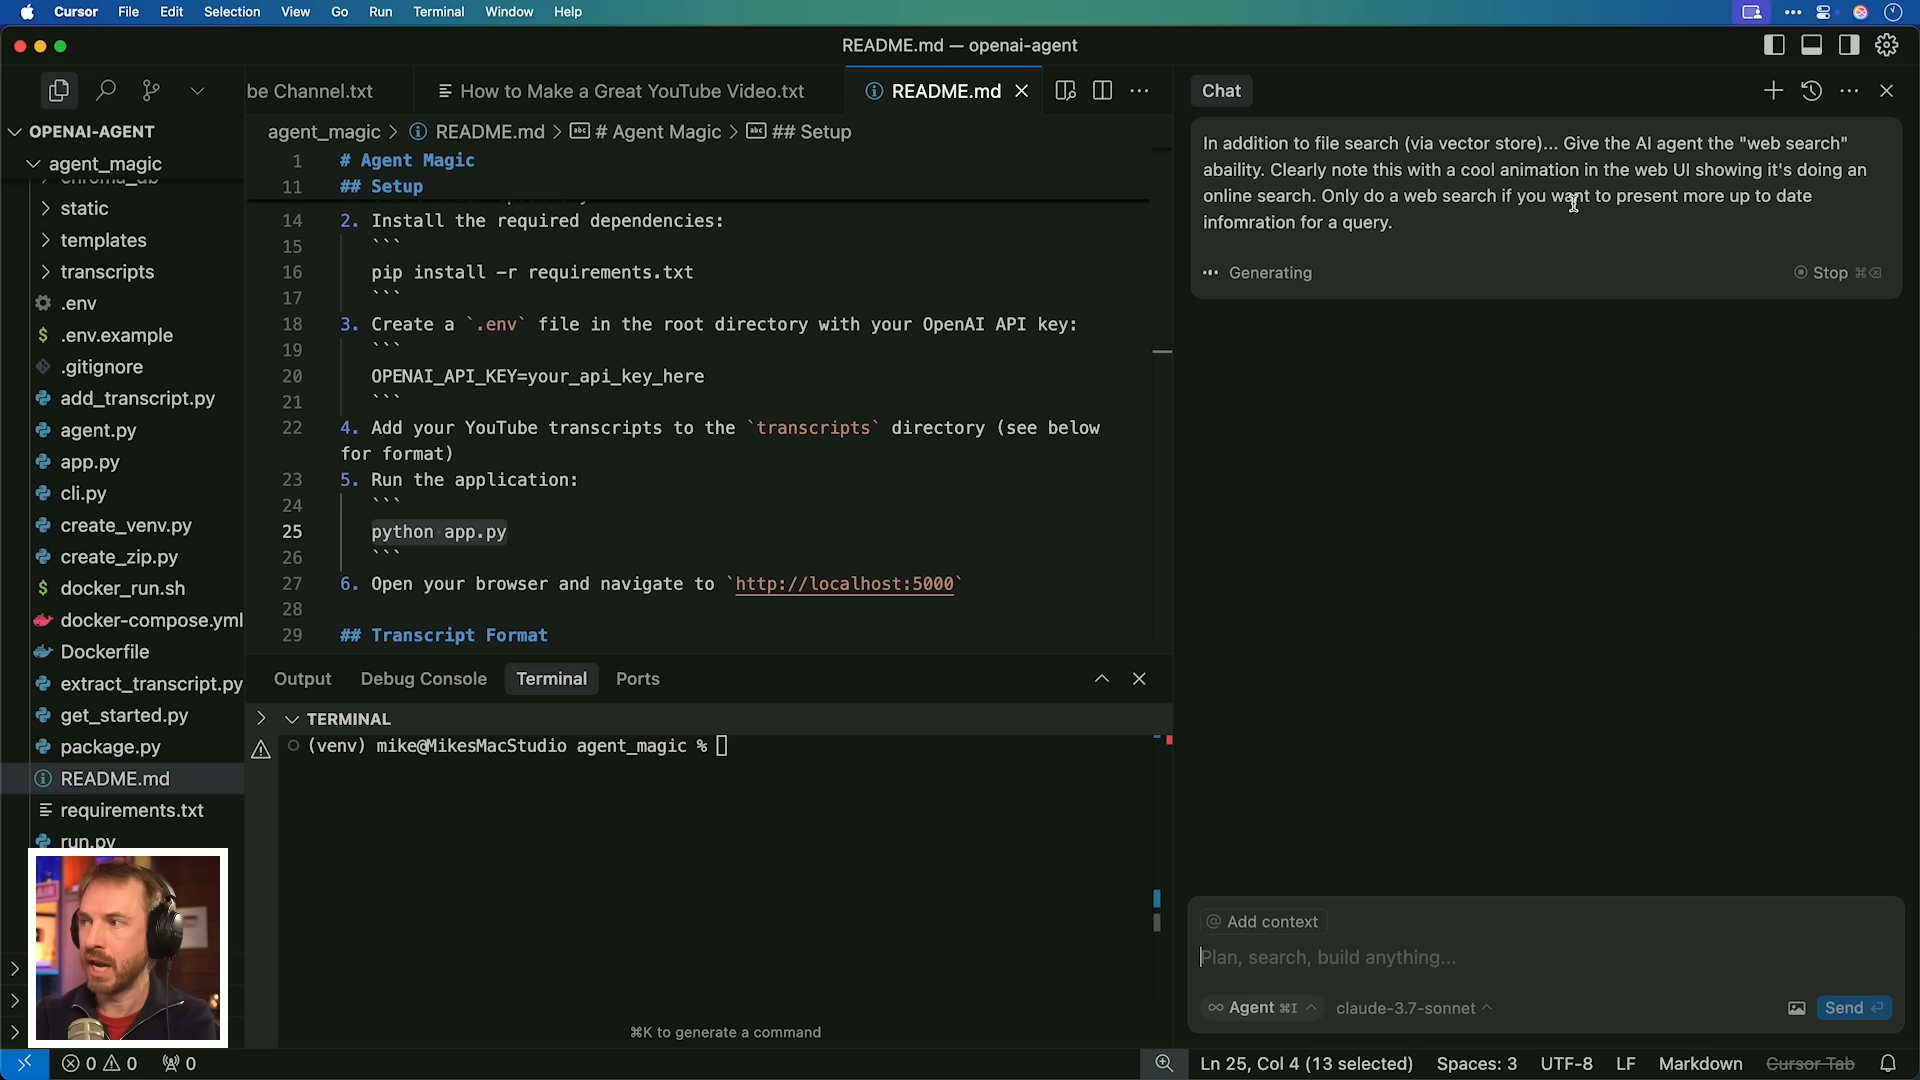 Cursor File Edit Selection View Go Run Terminal Window Help
README.md — openai-agent
be Channel.txt
How to Make a Great YouTube Video.txt
README.md
OPENAI-AGENT
agent_magic
chroma_db
static
templates
transcripts
.env
.env.example
.gitignore
add_transcript.py
agent.py
app.py
cli.py
create_venv.py
create_zip.py
docker_run.sh
docker-compose.yml
Dockerfile
extract_transcript.py
get_started.py
package.py
README.md
requirements.txt
run.py
agent_magic > README.md > # Agent Magic > ## Setup
1 # Agent Magic
11 ## Setup
14 2. Install the required dependencies:
15 ```
16 pip install -r requirements.txt
17 ```
18 3. Create a `.env` file in the root directory with your OpenAI API key:
19 ```
20 OPENAI_API_KEY=your_api_key_here
21 ```
22 4. Add your YouTube transcripts to the `transcripts` directory (see below
for format)
23 5. Run the application:
24 ```
25 python app.py
26 ```
27 6. Open your browser and navigate to `http://localhost:5000`
28
29 ## Transcript Format
Output Debug Console Terminal Ports
TERMINAL
(venv) mike@MikesMacStudio agent_magic %
⌘K to generate a command
Chat
In addition to file search (via vector store)... Give the AI agent the "web search"
abaility. Clearly note this with a cool animation in the web UI showing it's doing an
online search. Only do a web search if you want to present more up to date
infomration for a query.
Generating
Stop ⌘⌫
@ Add context
Plan, search, build anything...
∞ Agent ⌘I
claude-3.7-sonnet
Send ⏎
0 0 0
Ln 25, Col 4 (13 selected) Spaces: 3 UTF-8 LF Markdown Cursor Tab